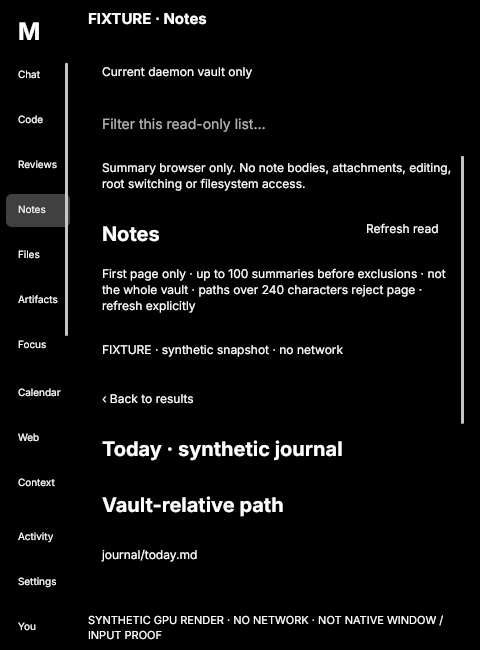 M
Chat
Code
Reviews
Notes
Files
Artifacts
Focus
Calendar
Web
Context
Activity
Settings
You
FIXTURE · Notes
Current daemon vault only
Filter this read-only list...
Summary browser only. No note bodies, attachments, editing,
root switching or filesystem access.
Notes
Refresh read
First page only · up to 100 summaries before exclusions · not
the whole vault · paths over 240 characters reject page ·
refresh explicitly
FIXTURE · synthetic snapshot · no network
‹ Back to results
Today · synthetic journal
Vault-relative path
journal/today.md
SYNTHETIC GPU RENDER · NO NETWORK · NOT NATIVE WINDOW /
INPUT PROOF